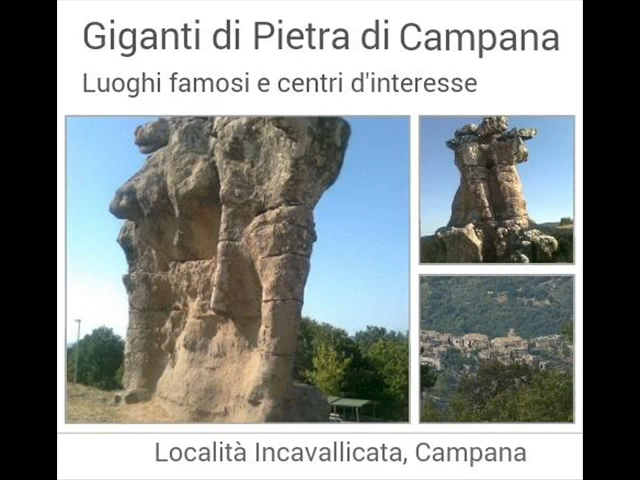 Giganti di Pietra di Campana
Luoghi famosi e centri d'interesse
Località Incavallicata, Campana